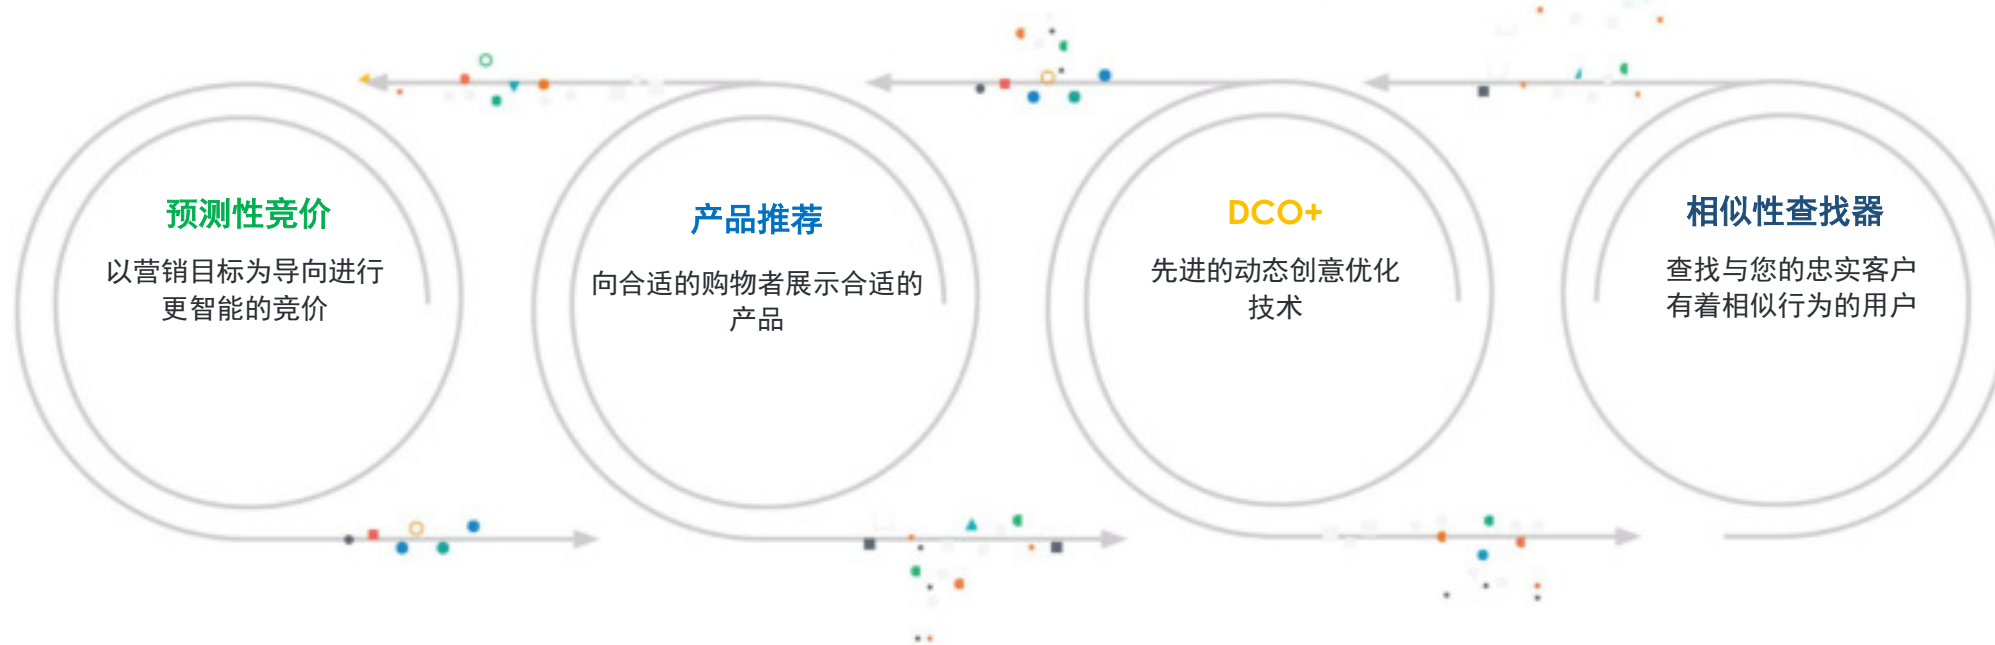 预测性竞价
以营销目标为导向进行
更智能的竞价
产品推荐
向合适的购物者展示合适的
产品
DCO+
先进的动态创意优化
技术
相似性查找器
查找与您的忠实客户
有着相似行为的用户